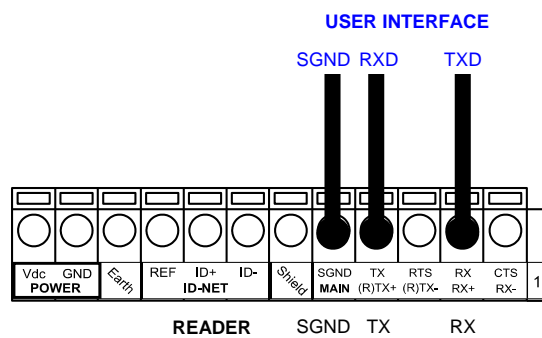 USER INTERFACE
SGND RXD TXD
Vdc GND Earth REF ID+ ID- Shield SGND TX RTS RX CTS 1
POWER ID-NET MAIN (R)TX+ (R)TX- RX+ RX-
READER SGND TX RX